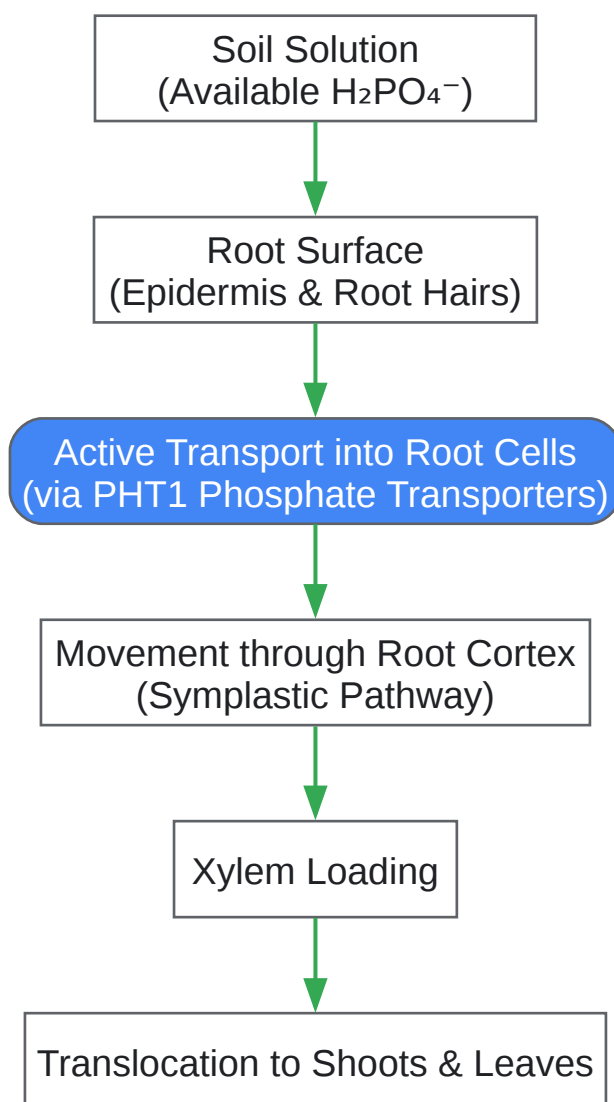 Soil Solution
(Available H₂PO₄⁻)
Root Surface
(Epidermis & Root Hairs)
Active Transport into Root Cells
(via PHT1 Phosphate Transporters)
Movement through Root Cortex
(Symplastic Pathway)
Xylem Loading
Translocation to Shoots & Leaves